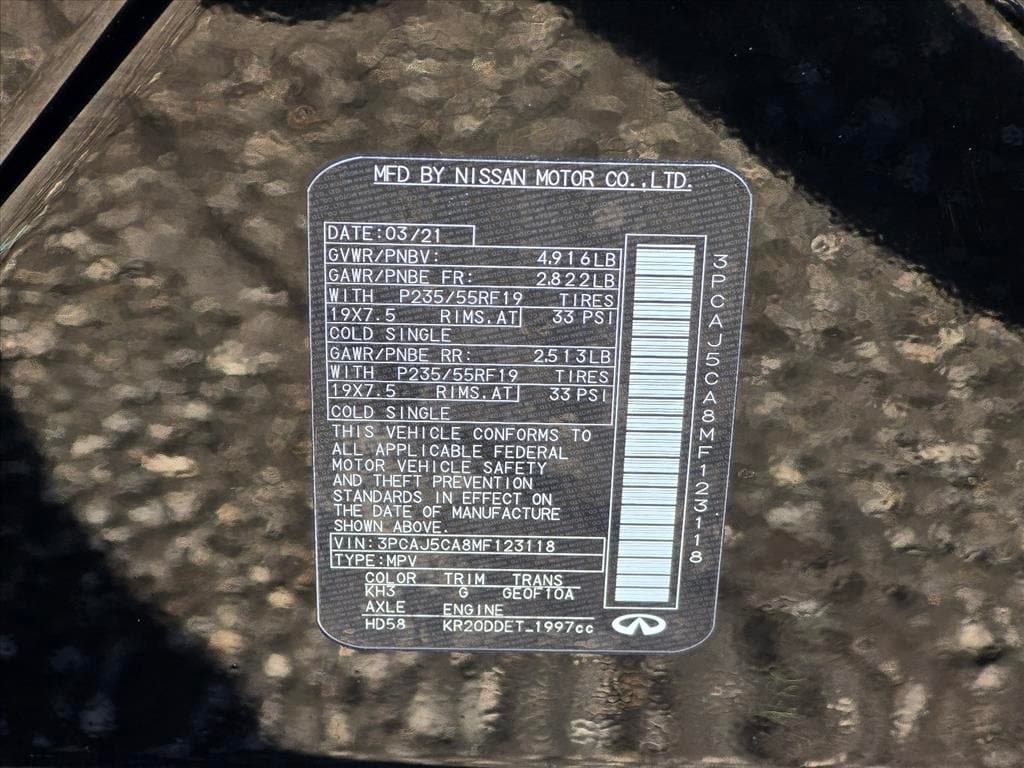 MFD BY NISSAN MOTOR CO.,LTD.
DATE:03/21
GVWR/PNBV: 4.916LB
GAWR/PNBE FR: 2.822LB
WITH P235/55RF19 TIRES
19X7.5 RIMS.AT 33 PSI
COLD SINGLE
GAWR/PNBE RR: 2.513LB
WITH P235/55RF19 TIRES
19X7.5 RIMS.AT 33 PSI
COLD SINGLE
THIS VEHICLE CONFORMS TO
ALL APPLICABLE FEDERAL
MOTOR VEHICLE SAFETY
AND THEFT PREVENTION
STANDARDS IN EFFECT ON
THE DATE OF MANUFACTURE
SHOWN ABOVE.
VIN:3PCAJ5CA8MF123118
TYPE:MPV
COLOR TRIM TRANS
KH3 G GE0F10A
AXLE ENGINE
HD58 KR20DDET_1997cc
3PCAJ5CA8MF123118